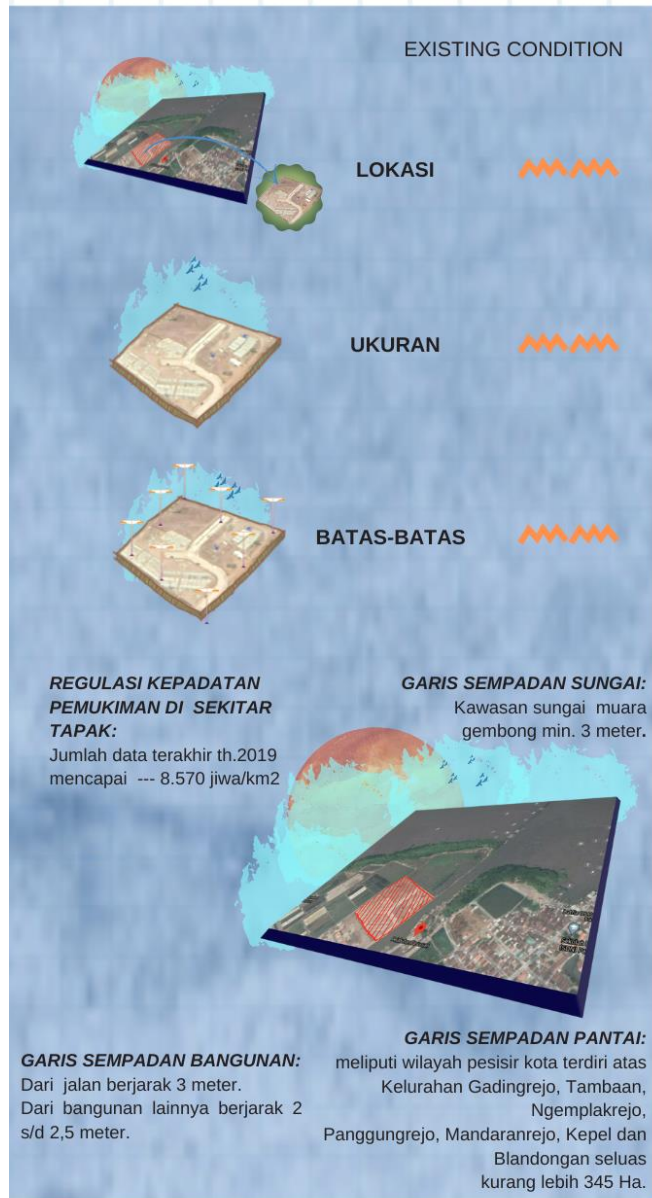 EXISTING CONDITION
LOKASI
UKURAN
BATAS-BATAS
REGULASI KEPADATAN
PEMUKIMAN DI SEKITAR
TAPAK:
Jumlah data terakhir th.2019
mencapai --- 8.570 jiwa/km2
GARIS SEMPADAN SUNGAI:
Kawasan sungai muara
gembong min. 3 meter.
GARIS SEMPADAN BANGUNAN:
Dari jalan berjarak 3 meter.
Dari bangunan lainnya berjarak 2
s/d 2,5 meter.
GARIS SEMPADAN PANTAI:
meliputi wilayah pesisir kota terdiri atas
Kelurahan Gadingrejo, Tambaan,
Ngemplakrejo,
Panggungrejo, Mandaranrejo, Kepel dan
Blandongan seluas
kurang lebih 345 Ha.